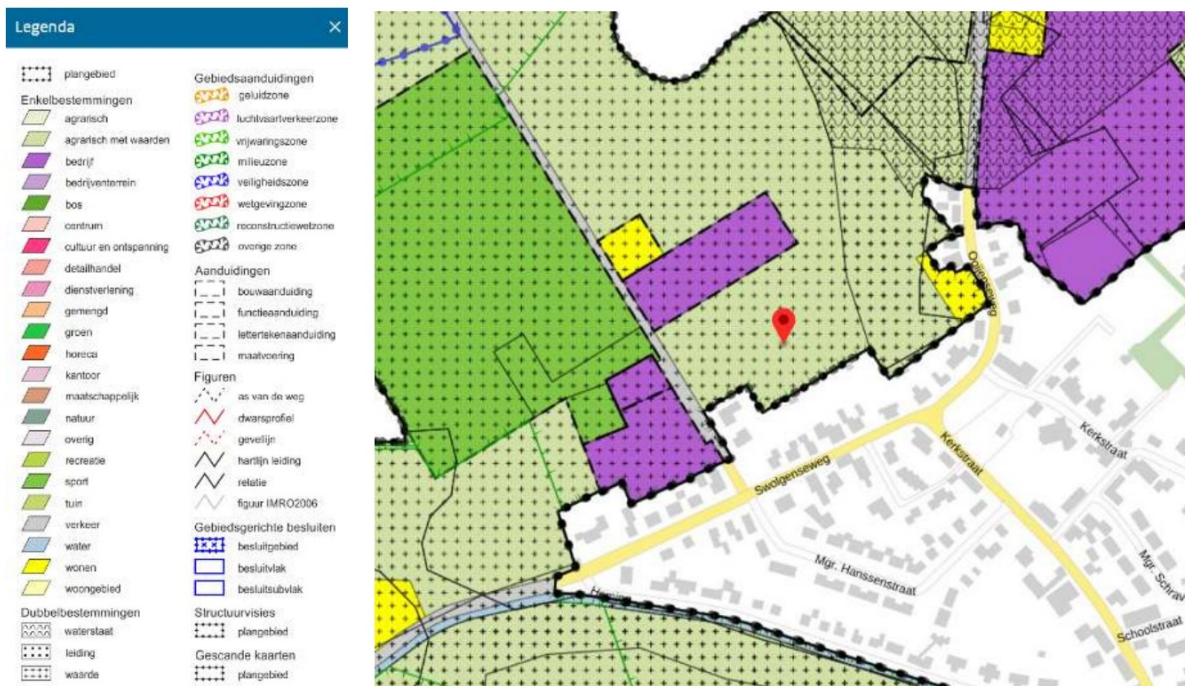 Legenda
plangebied
Enkelbestemmingen
agrarisch
agrarisch met waarden
bedrijf
bedrijventerrein
bos
centrum
cultuur en ontspanning
detailhandel
dienstverlening
gemengd
groen
horeca
kantoor
maatschappelijk
natuur
overig
recreatie
sport
tuin
verkeer
water
wonen
woongebied
Dubbelbestemmingen
waterstaat
leiding
waarde
Gebiedsaanduidingen
geluidzone
luchtvaartverkeerzone
vrijwaringszone
milieuzone
veiligheidszone
wetgevingzone
reconstructiewetzone
overige zone
Aanduidingen
bouwaanduiding
functieaanduiding
lettertekenaanduiding
maatvoering
Figuren
as van de weg
dwarsprofiel
gevellijn
hartlijn leiding
relatie
figuur IMRO2006
Gebiedsgerichte besluiten
besluitgebied
besluitvlak
besluitsubvlak
Structuurvisies
plangebied
Gescande kaarten
plangebied
Ooijenseweg
Kerkstraat
Kerkstraat
Swolgenseweg
Mgr. Hanssenstraat
Mgr. Schrav
Schoolstraat